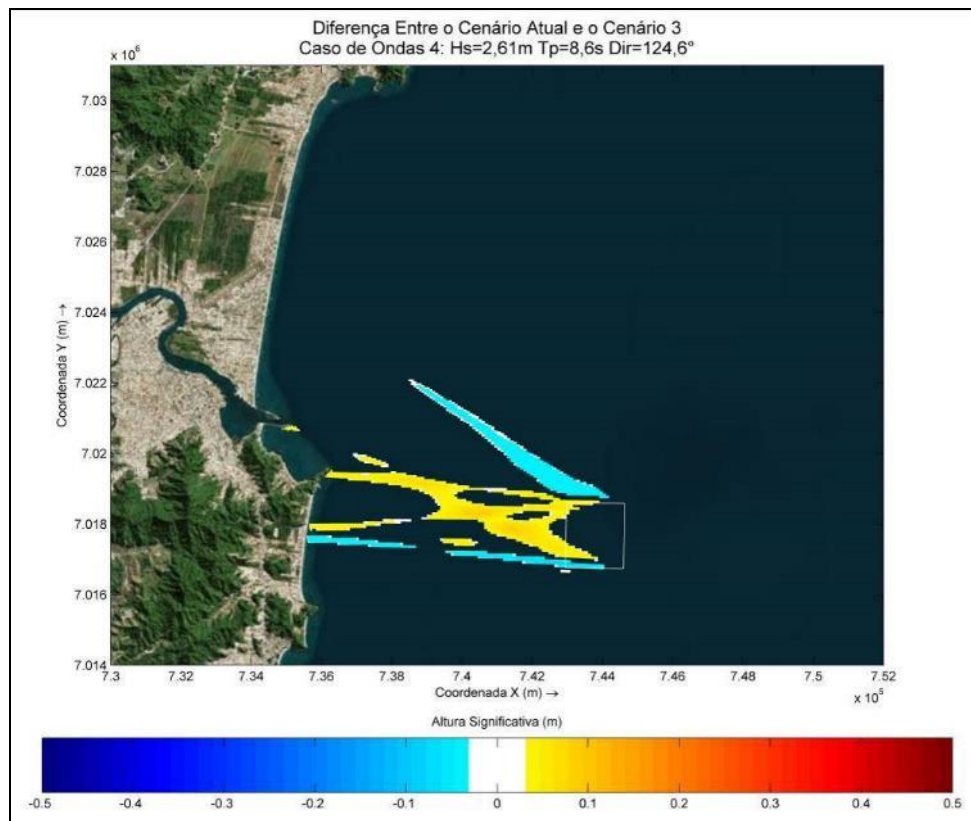 Diferença Entre o Cenário Atual e o Cenário 3
Caso de Ondas 4: Hs=2,61m Tp=8,6s Dir=124,6°
x 10⁶
7.03
7.028
7.026
7.024
7.022
7.02
7.018
7.016
7.014
Coordenada Y (m) →
7.3 7.32 7.34 7.36 7.38 7.4 7.42 7.44 7.46 7.48 7.5 7.52
Coordenada X (m) →
x 10⁵
Altura Significativa (m)
-0.5 -0.4 -0.3 -0.2 -0.1 0 0.1 0.2 0.3 0.4 0.5